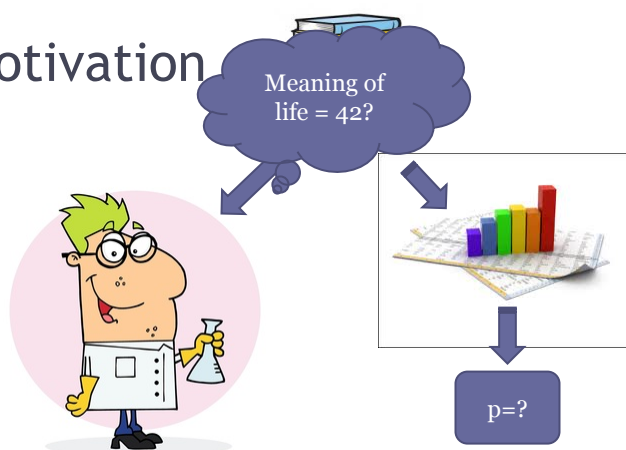 otivation
Meaning of
life = 42?
p=?